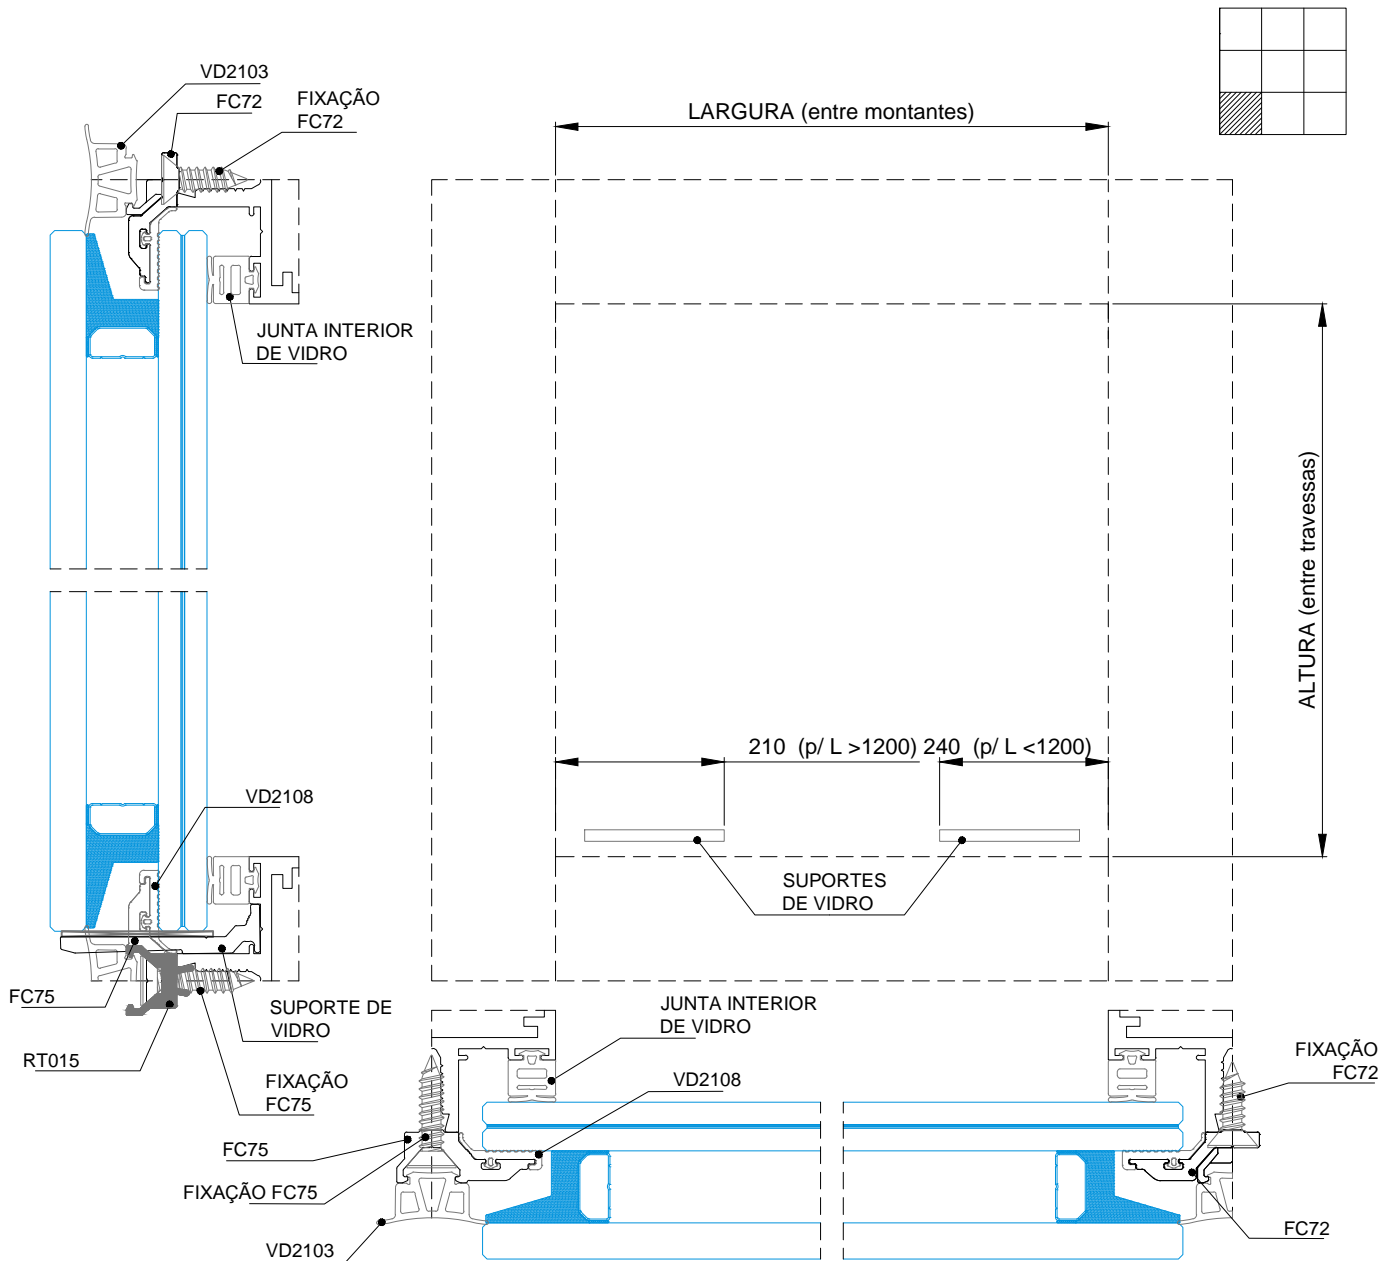 VD2103
FC72
FIXAÇÃO
FC72
LARGURA (entre montantes)
JUNTA INTERIOR
DE VIDRO
ALTURA (entre travessas)
210 (p/ L >1200) 240 (p/ L <1200)
VD2108
SUPORTES
DE VIDRO
FC75
SUPORTE DE
VIDRO
RT015
FIXAÇÃO
FC75
JUNTA INTERIOR
DE VIDRO
FIXAÇÃO
FC72
VD2108
FC75
FIXAÇÃO FC75
VD2103
FC72